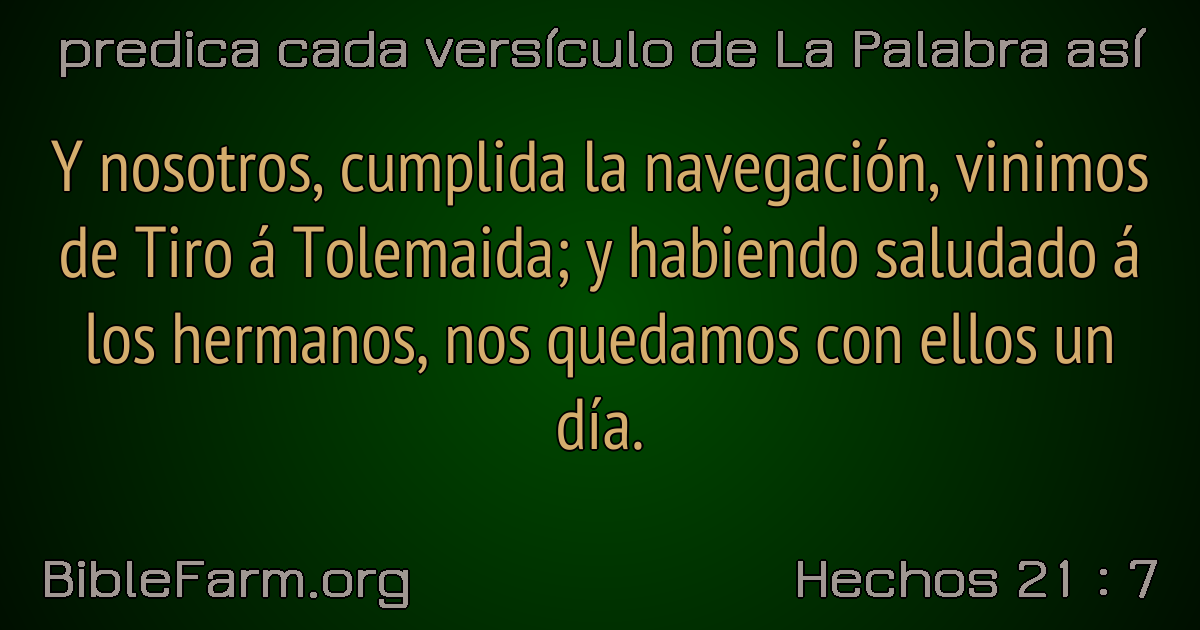 predica cada versículo de La Palabra así
Y nosotros, cumplida la navegación, vinimos
de Tiro á Tolemaida; y habiendo saludado á
los hermanos, nos quedamos con ellos un
día.
BibleFarm.org
Hechos 21 : 7